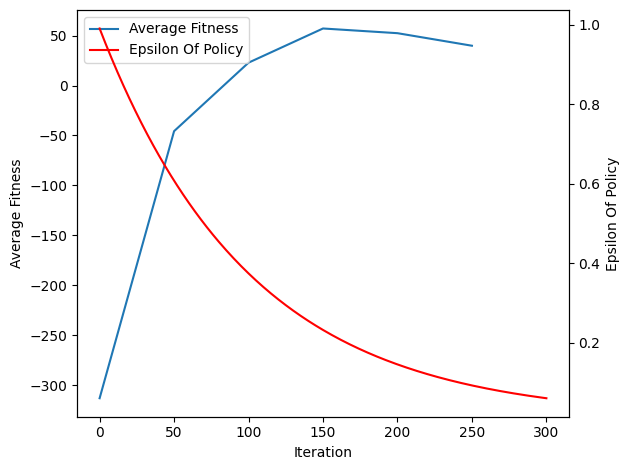 Average Fitness
Epsilon Of Policy
50
0
−50
−100
−150
−200
−250
−300
Average Fitness
1.0
0.8
0.6
0.4
0.2
Epsilon Of Policy
0 50 100 150 200 250 300
Iteration